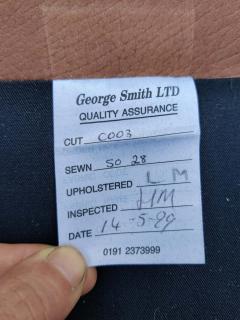 George Smith LTD
QUALITY ASSURANCE
CUT C003
SEWN SO 28
UPHOLSTERED L M
INSPECTED HM
DATE 14-5-99
0191 2373999